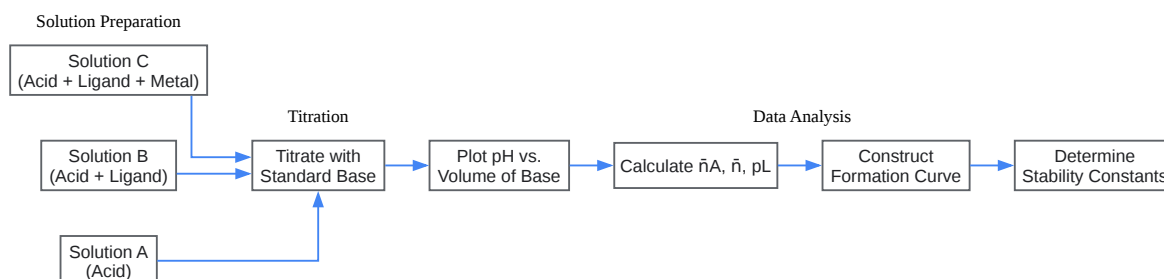 Solution Preparation
Solution C
(Acid + Ligand + Metal)
Titration
Data Analysis
Solution B
(Acid + Ligand)
Titrate with
Standard Base
Plot pH vs.
Volume of Base
Calculate n̄A, n̄, pL
Construct
Formation Curve
Determine
Stability Constants
Solution A
(Acid)